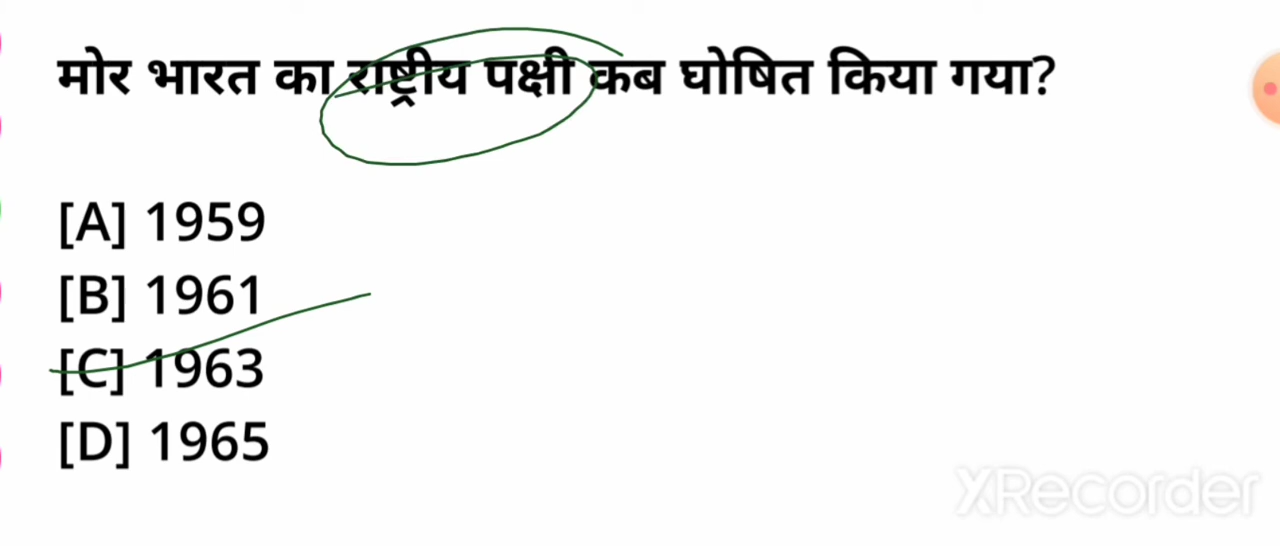 मोर भारत का राष्ट्रीय पक्षी कब घोषित किया गया?
[A] 1959
[B] 1961
[C] 1963
[D] 1965
XRecorder